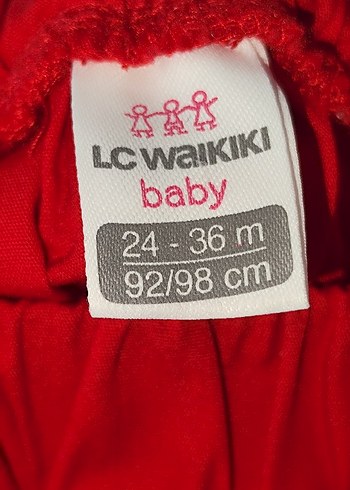 LC WAIKIKI
baby
24 - 36 m
92/98 cm